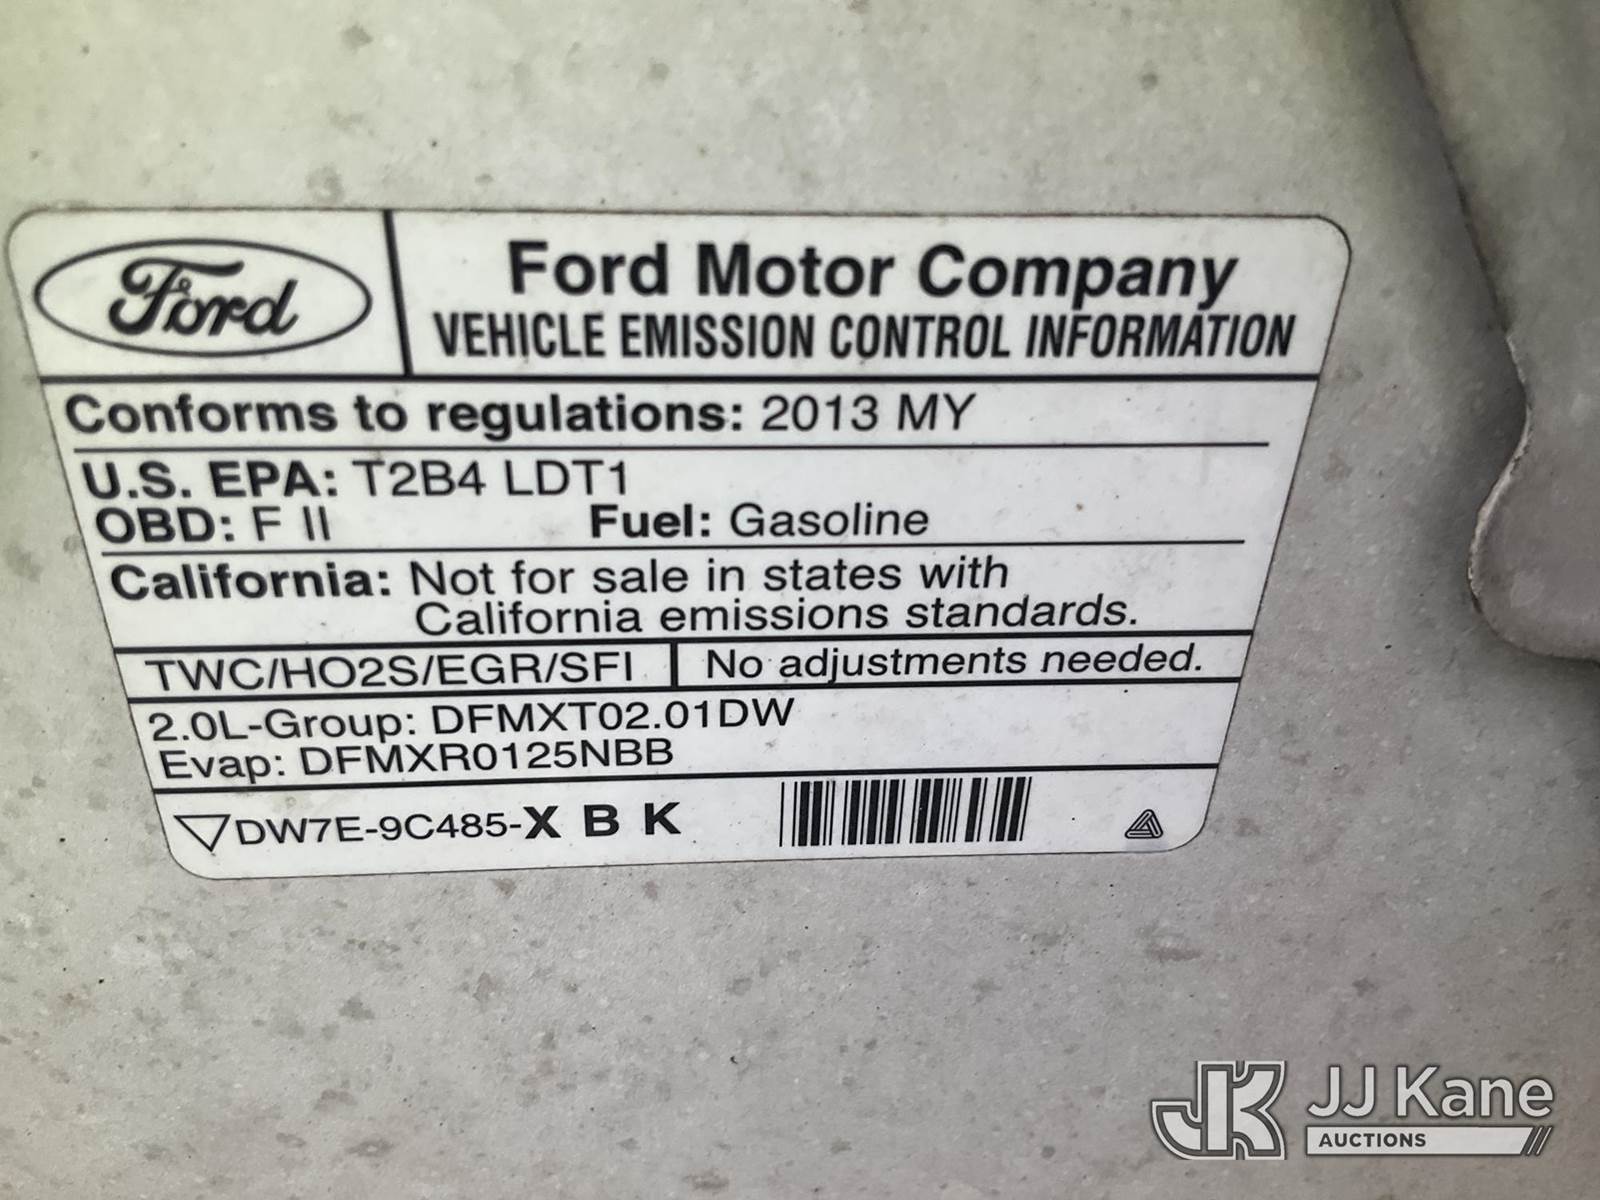 Ford
Ford Motor Company
VEHICLE EMISSION CONTROL INFORMATION
Conforms to regulations: 2013 MY
U.S. EPA: T2B4 LDT1
OBD: F II Fuel: Gasoline
California: Not for sale in states with
California emissions standards.
TWC/HO2S/EGR/SFI No adjustments needed.
2.0L-Group: DFMXT02.01DW
Evap: DFMXR0125NBB
DW7E-9C485-X B K
JK JJ Kane
AUCTIONS